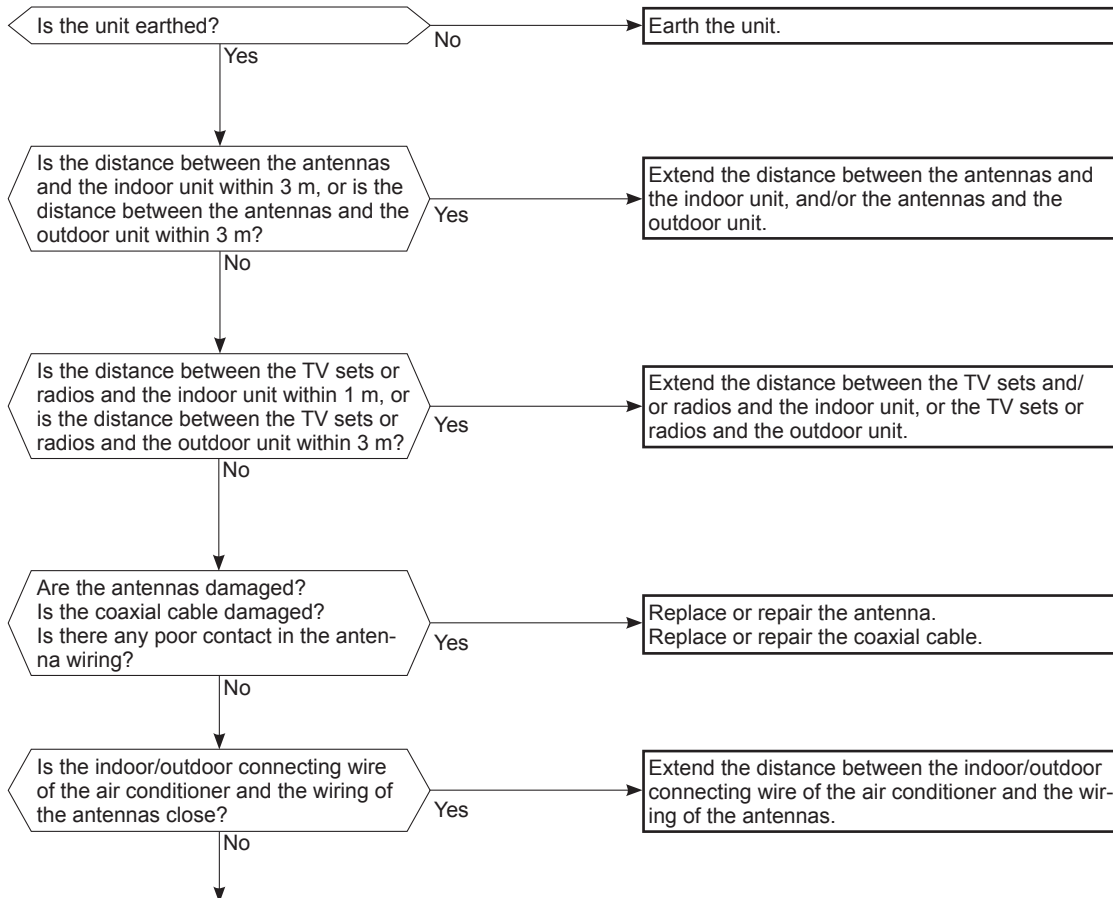 Is the unit earthed?
No
Earth the unit.
Yes
Is the distance between the antennas
and the indoor unit within 3 m, or is the
distance between the antennas and the
outdoor unit within 3 m?
Yes
Extend the distance between the antennas and
the indoor unit, and/or the antennas and the
outdoor unit.
No
Is the distance between the TV sets or
radios and the indoor unit within 1 m, or
is the distance between the TV sets or
radios and the outdoor unit within 3 m?
Yes
Extend the distance between the TV sets and/
or radios and the indoor unit, or the TV sets or
radios and the outdoor unit.
No
Are the antennas damaged?
Is the coaxial cable damaged?
Is there any poor contact in the anten-
na wiring?
Yes
Replace or repair the antenna.
Replace or repair the coaxial cable.
No
Is the indoor/outdoor connecting wire
of the air conditioner and the wiring of
the antennas close?
Yes
Extend the distance between the indoor/outdoor
connecting wire of the air conditioner and the wir-
ing of the antennas.
No